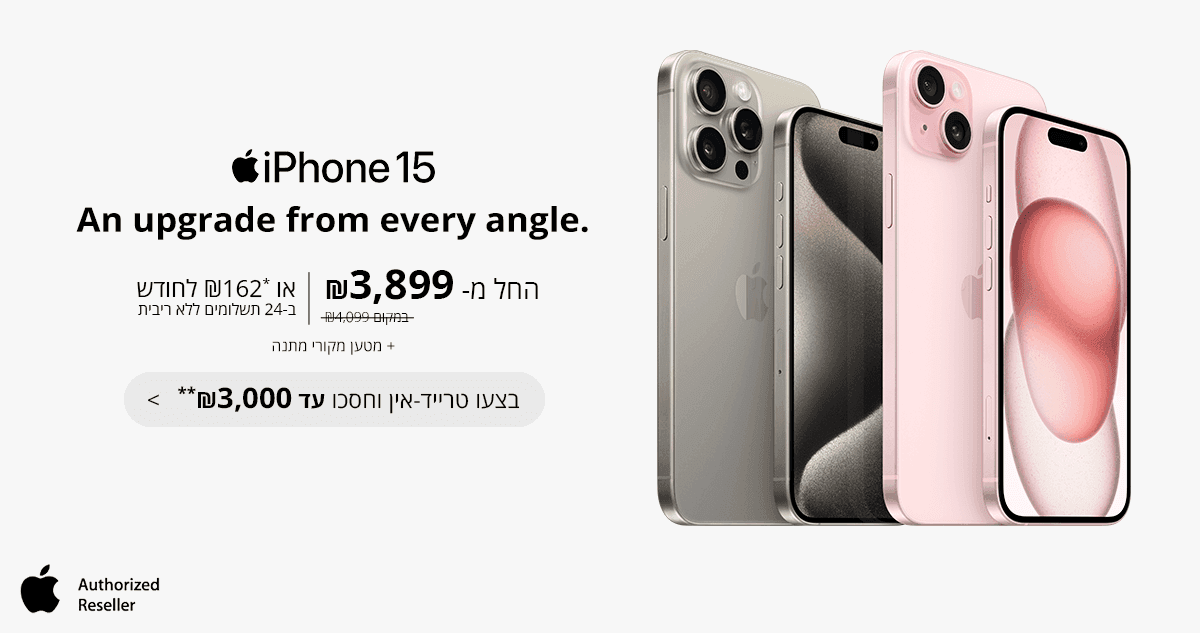 iPhone 15
An upgrade from every angle.
החל מ- ₪3,899
במקום ₪4,099
או ₪162* לחודש
ב-24 תשלומים ללא ריבית
+ מטען מקורי מתנה
בצעו טרייד-אין וחסכו עד ₪3,000** >
Authorized
Reseller